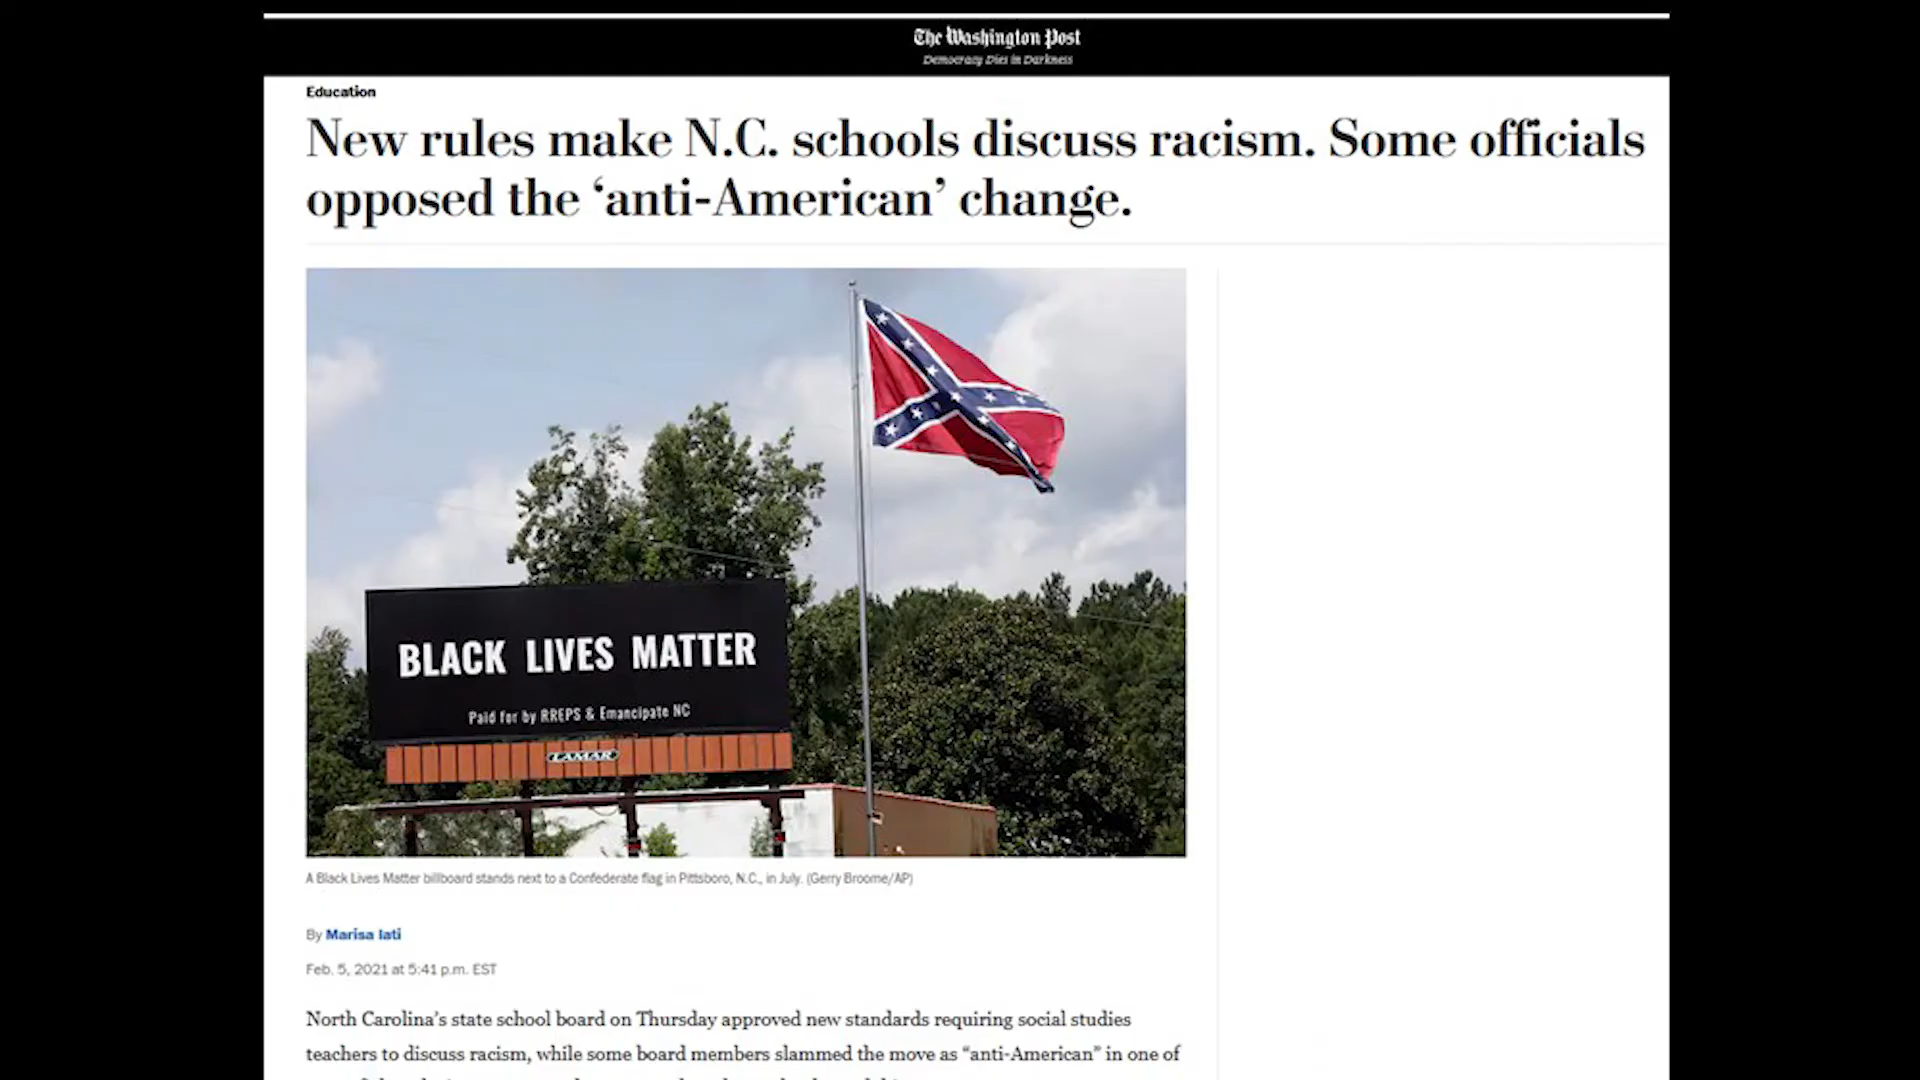 The Washington Post
Democracy Dies in Darkness
Education
New rules make N.C. schools discuss racism. Some officials
opposed the ‘anti-American’ change.
BLACK LIVES MATTER
Paid for by RREPS & Emancipate NC
LAMAR
A Black Lives Matter billboard stands next to a Confederate flag in Pittsboro, N.C., in July. (Gerry Broome/AP)
By Marisa Iati
Feb. 5, 2021 at 5:41 p.m. EST
North Carolina’s state school board on Thursday approved new standards requiring social studies
teachers to discuss racism, while some board members slammed the move as “anti-American” in one of